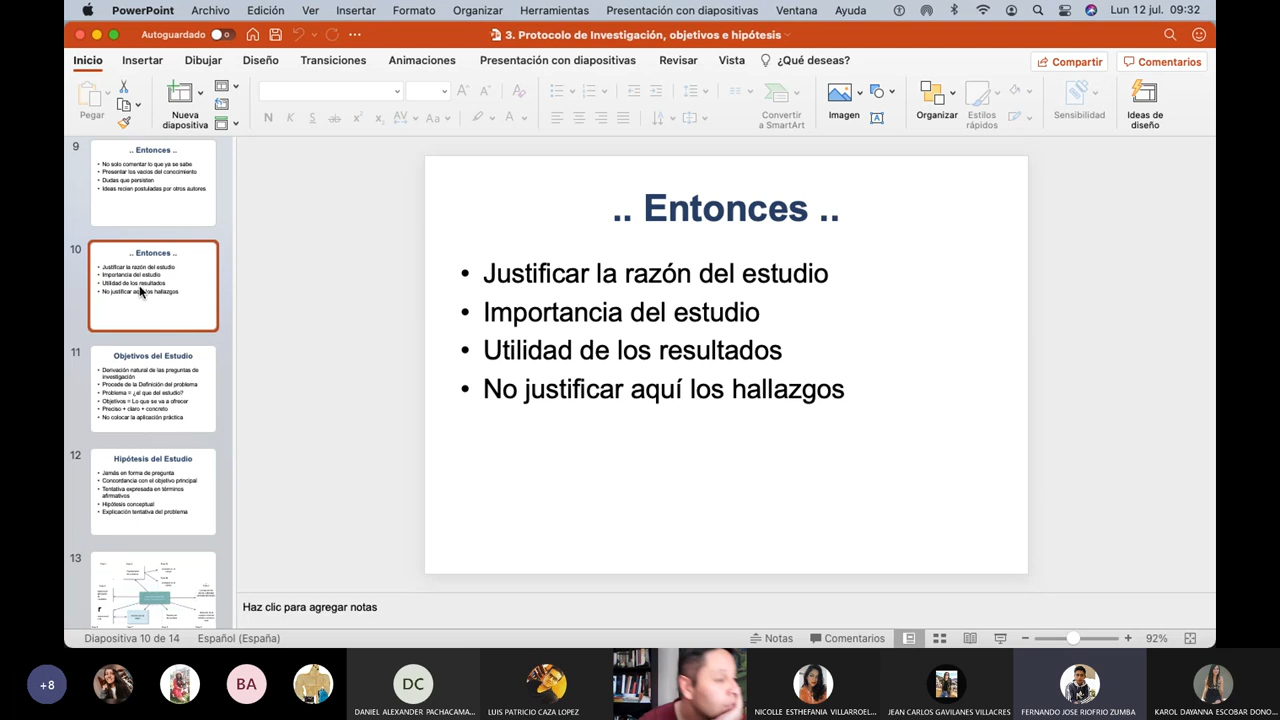 PowerPoint Archivo Edición Ver Insertar Formato Organizar Herramientas Presentación con diapositivas Ventana Ayuda Lun 12 jul. 09:32
Autoguardado
3. Protocolo de Investigación, objetivos e hipótesis
Inicio Insertar Dibujar Diseño Transiciones Animaciones Presentación con diapositivas Revisar Vista ¿Qué deseas? Compartir Comentarios
Pegar
Nueva
diapositiva
Convertir
a SmartArt
Imagen
Organizar
Estilos
rápidos
Sensibilidad
Ideas de
diseño
9
.. Entonces ..
• No solo comentar lo que ya se sabe
• Presentar los vacíos del conocimiento
• Dudas que persisten
• Ideas recien postuladas por otros autores
10
.. Entonces ..
• Justificar la razón del estudio
• Importancia del estudio
• Utilidad de los resultados
• No justificar aquí los hallazgos
11
Objetivos del Estudio
• Derivación natural de las preguntas de
investigación
• Procede de la Definición del problema
• Problema = ¿el que del estudio?
• Objetivos = Lo que se va a ofrecer
• Preciso + claro + concreto
• No colocar la aplicación práctica
12
Hipótesis del Estudio
• Jamás en forma de pregunta
• Concordancia con el objetivo principal
• Tentativa expresada en términos
afirmativos
• Hipótesis conceptual
• Explicación tentativa del problema
13
.. Entonces ..
• Justificar la razón del estudio
• Importancia del estudio
• Utilidad de los resultados
• No justificar aquí los hallazgos
Haz clic para agregar notas
Diapositiva 10 de 14 Español (España) Notas Comentarios 92%
+8
BA
DC
DANIEL ALEXANDER PACHACAMA...
LUIS PATRICIO CAZA LOPEZ
NICOLLE ESTHEFANIA VILLARROEL...
JEAN CARLOS GAVILANES VILLACRES
FERNANDO JOSE RIOFRIO ZUMBA
KAROL DAYANNA ESCOBAR DONO...